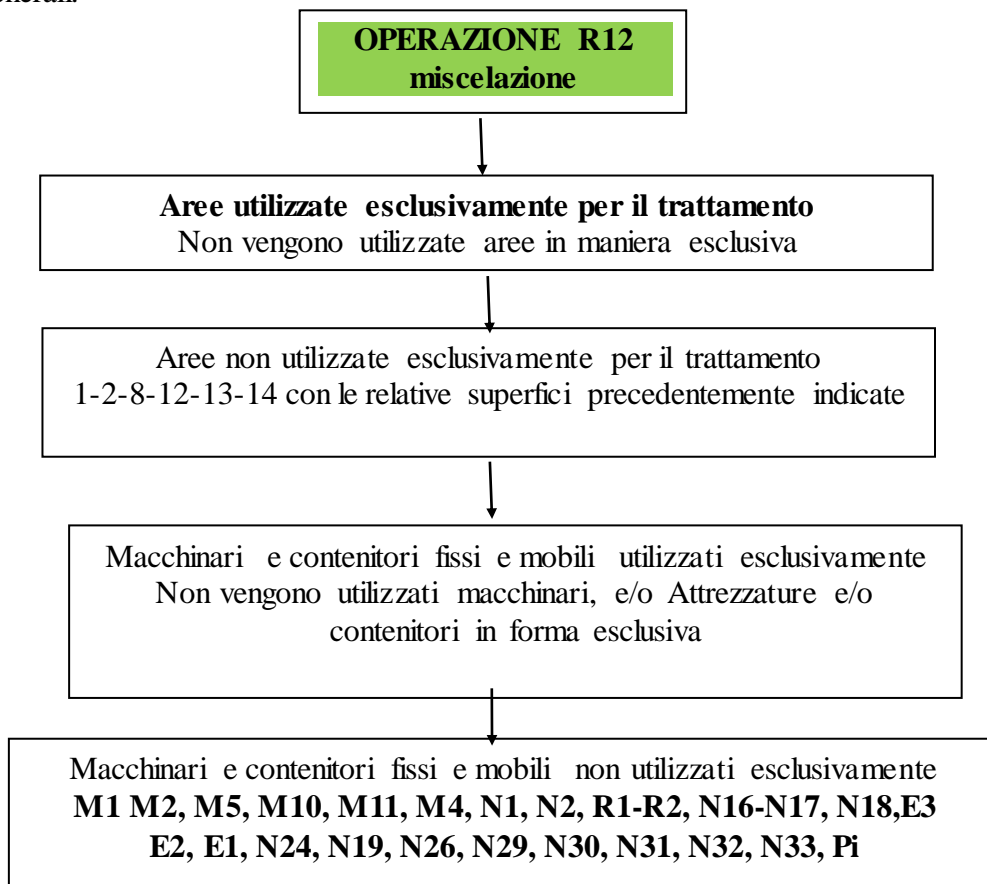 OPERAZIONE R12
miscelazione
Aree utilizzate esclusivamente per il trattamento
Non vengono utilizzate aree in maniera esclusiva
Aree non utilizzate esclusivamente per il trattamento
1-2-8-12-13-14 con le relative superfici precedentemente indicate
Macchinari e contenitori fissi e mobili utilizzati esclusivamente
Non vengono utilizzati macchinari, e/o Attrezzature e/o
contenitori in forma esclusiva
Macchinari e contenitori fissi e mobili non utilizzati esclusivamente
M1 M2, M5, M10, M11, M4, N1, N2, R1-R2, N16-N17, N18,E3
E2, E1, N24, N19, N26, N29, N30, N31, N32, N33, Pi